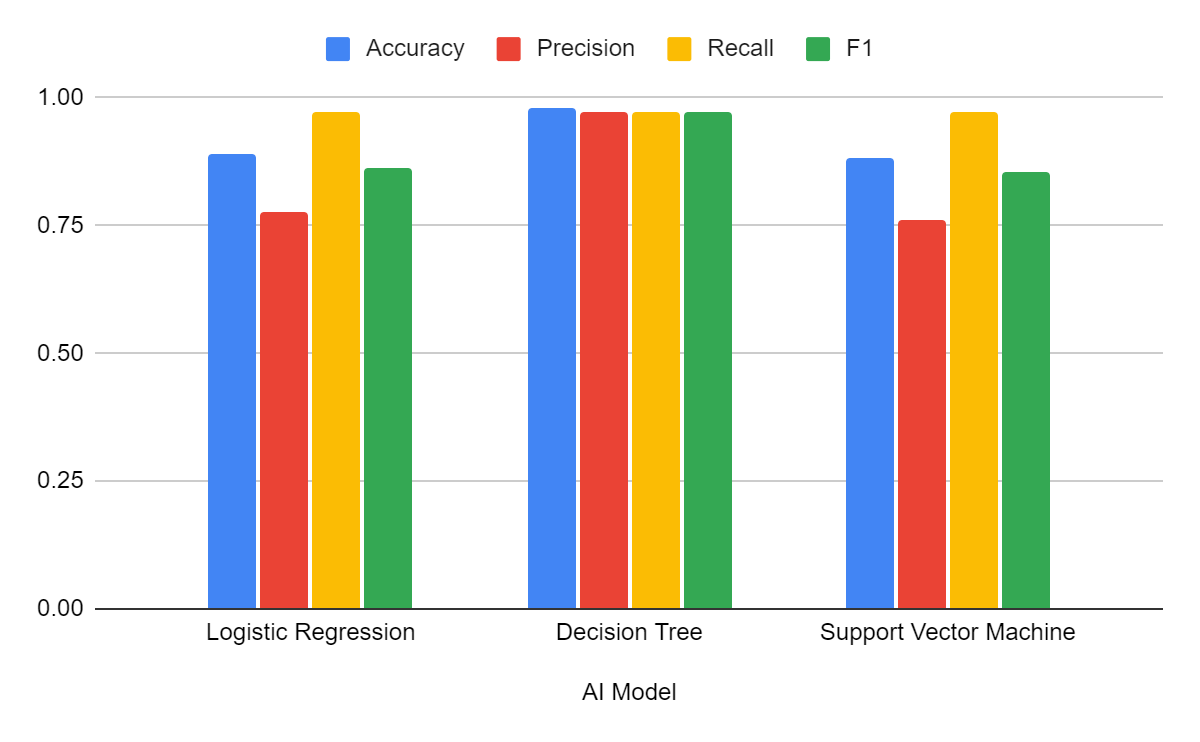 Accuracy Precision Recall F1
1.00
0.75
0.50
0.25
0.00
Logistic Regression Decision Tree Support Vector Machine
AI Model